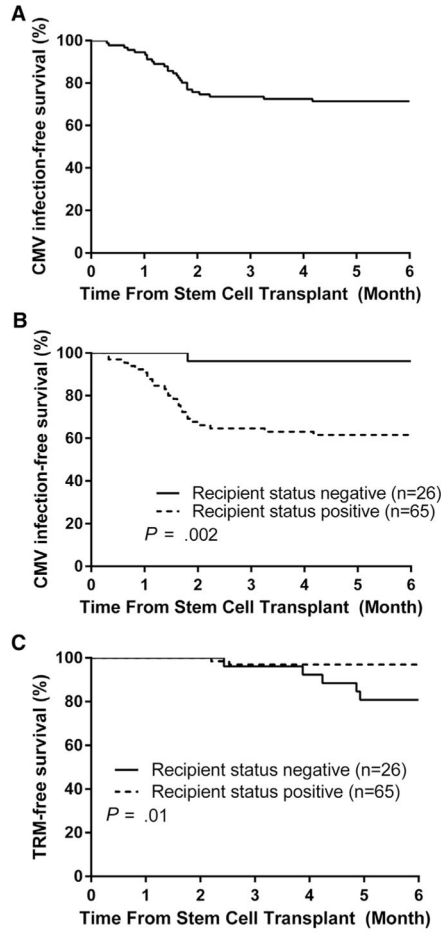 A
CMV infection-free survival (%)
100
80
60
40
20
0
0 1 2 3 4 5 6
Time From Stem Cell Transplant (Month)
B
CMV infection-free survival (%)
100
80
60
40
20
0
Recipient status negative (n=26)
Recipient status positive (n=65)
P = .002
0 1 2 3 4 5 6
Time From Stem Cell Transplant (Month)
C
TRM-free survival (%)
100
80
60
40
20
0
Recipient status negative (n=26)
Recipient status positive (n=65)
P = .01
0 1 2 3 4 5 6
Time From Stem Cell Transplant (Month)